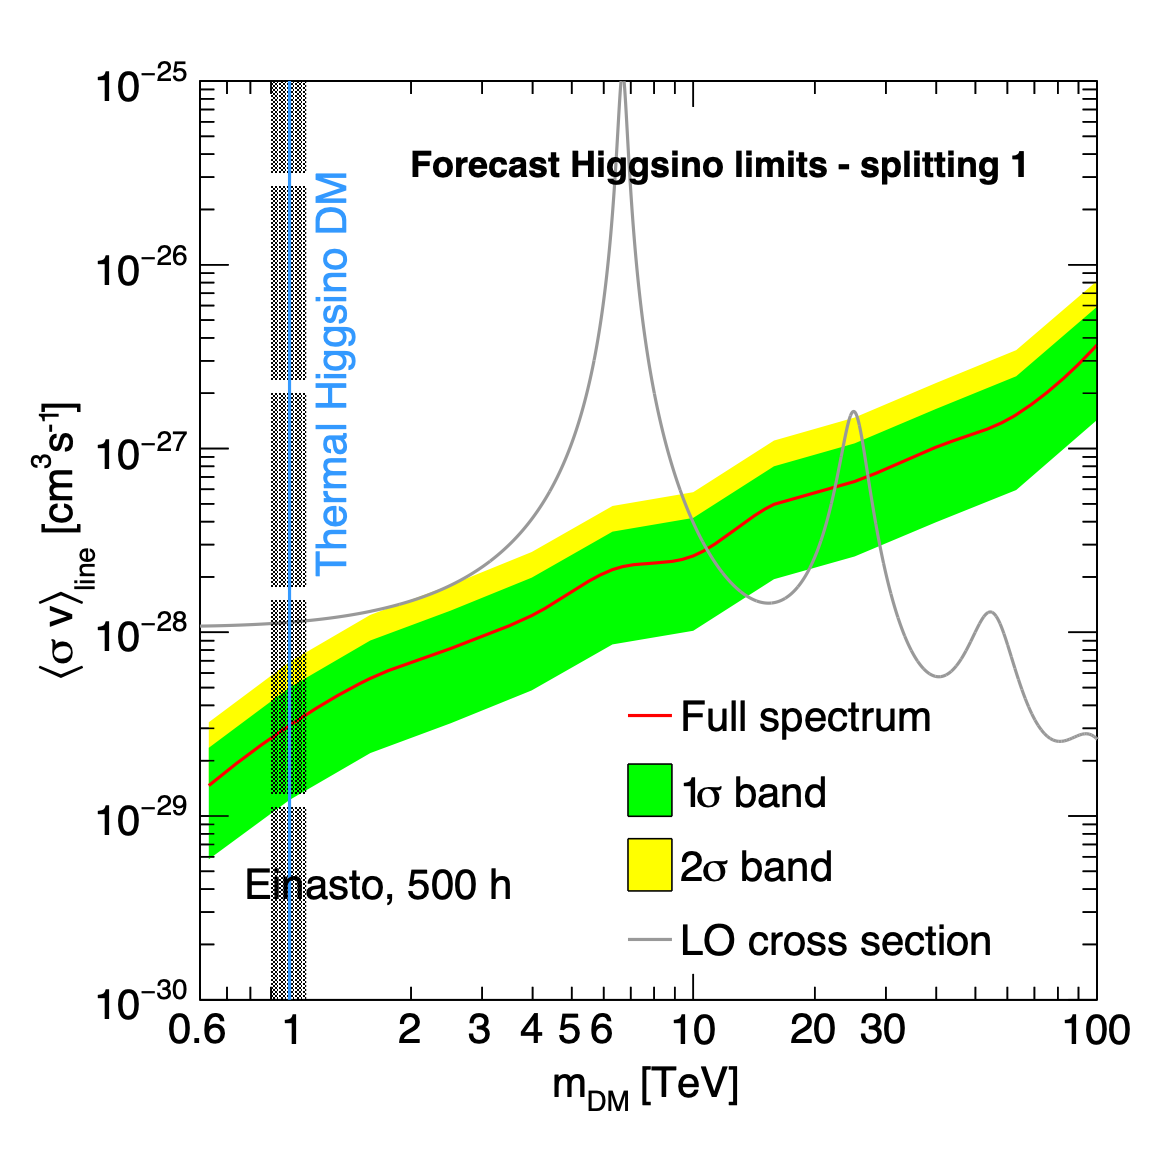 10⁻²⁵
10⁻²⁶
10⁻²⁷
10⁻²⁸
10⁻²⁹
10⁻³⁰
⟨σ v⟩line [cm³s⁻¹]
Forecast Higgsino limits - splitting 1
Thermal Higgsino DM
Full spectrum
1σ band
2σ band
LO cross section
Einasto, 500 h
0.6 1 2 3 4 5 6 10 20 30 100
mDM [TeV]